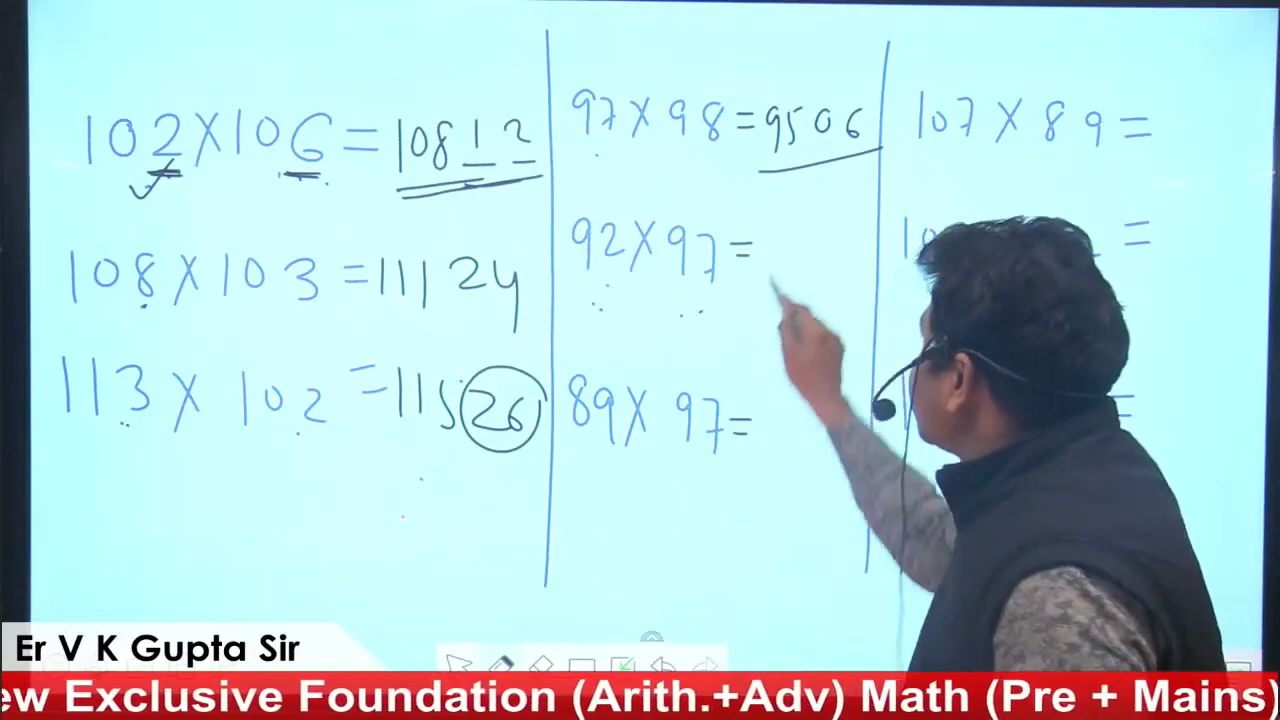 102 X 106 = 10812
108 X 103 = 11124
113 X 102 = 11526
97 X 98 = 9506
92 X 97 =
89 X 97 =
107 X 89 =
=
=
Er V K Gupta Sir
ew Exclusive Foundation (Arith.+Adv) Math (Pre + Mains)